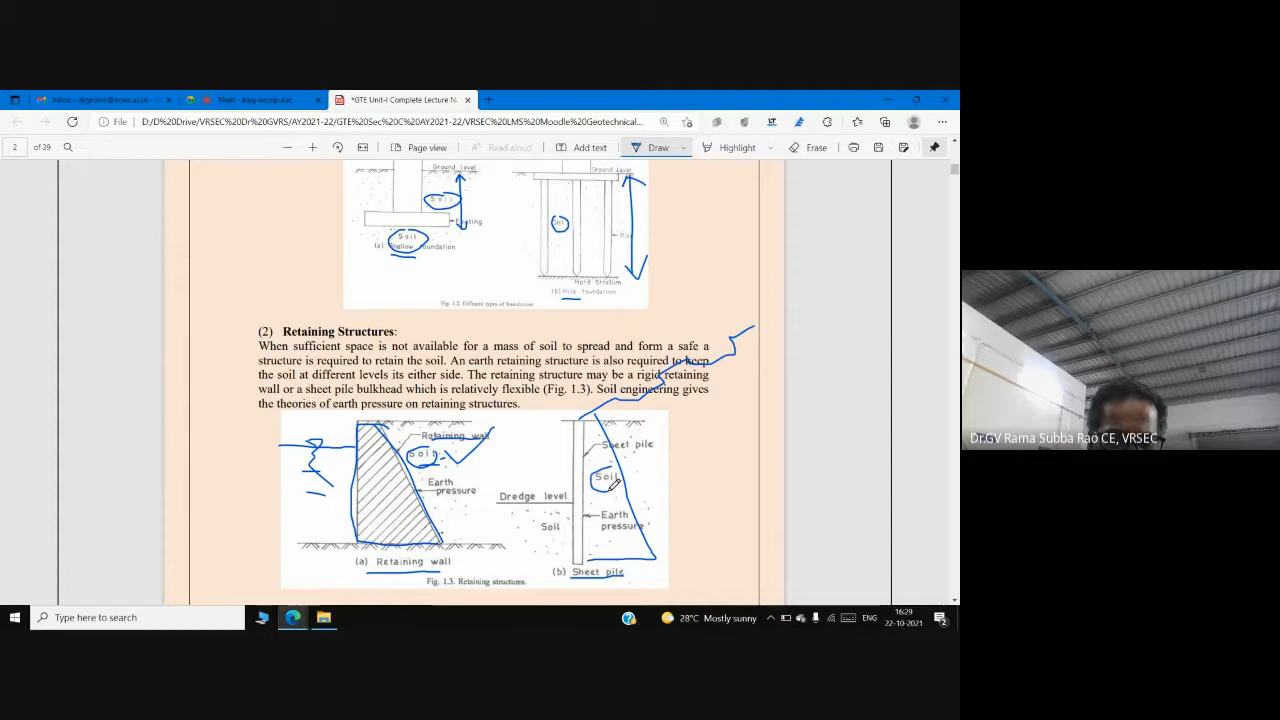 Meet - kwg-wcmp-kvc
*GTE Unit-I Complete Lecture N
File
D:/D%20Drive/VRSEC%20Dr%20GVRS/AY2021-22/GTE%20Sec%20C%20AY2021-22/VRSEC%20LMS%20Moodle%20Geotechnical...
2 of 39
Page view
Read aloud
Add text
Draw
Highlight
Erase
Ground level
Ground level
Soil
Soil
Footing
Soil
(a) Shallow foundation
Hard Stratum
(b) Pile foundation
Fig. 1.2. Different types of foundations.
(2) Retaining Structures:
When sufficient space is not available for a mass of soil to spread and form a safe a
structure is required to retain the soil. An earth retaining structure is also required to keep
the soil at different levels its either side. The retaining structure may be a rigid retaining
wall or a sheet pile bulkhead which is relatively flexible (Fig. 1.3). Soil engineering gives
the theories of earth pressure on retaining structures.
Retaining wall
Soil
Earth
pressure
(a) Retaining wall
Sheet pile
Soil
Dredge level
Soil
Earth
pressure
(b) Sheet pile
Fig. 1.3. Retaining structures.
Dr.GV Rama Subba Rao CE, VRSEC
Type here to search
28°C Mostly sunny
ENG
16:29
22-10-2021
2